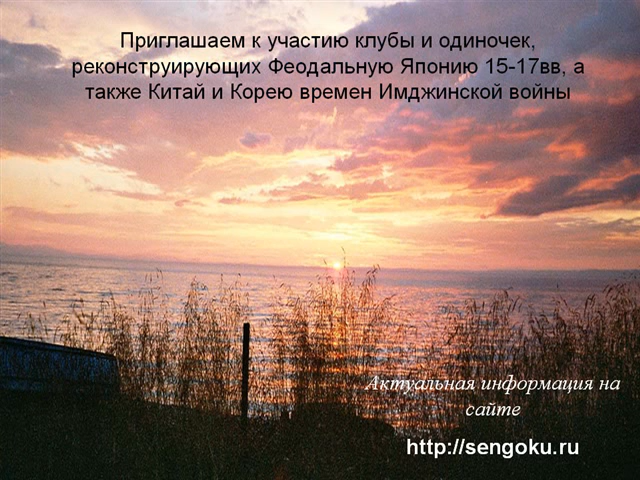 Приглашаем к участию клубы и одиночек,
реконструирующих Феодальную Японию 15-17вв, а
также Китай и Корею времен Имджинской войны
Актуальная информация на
сайте
http://sengoku.ru